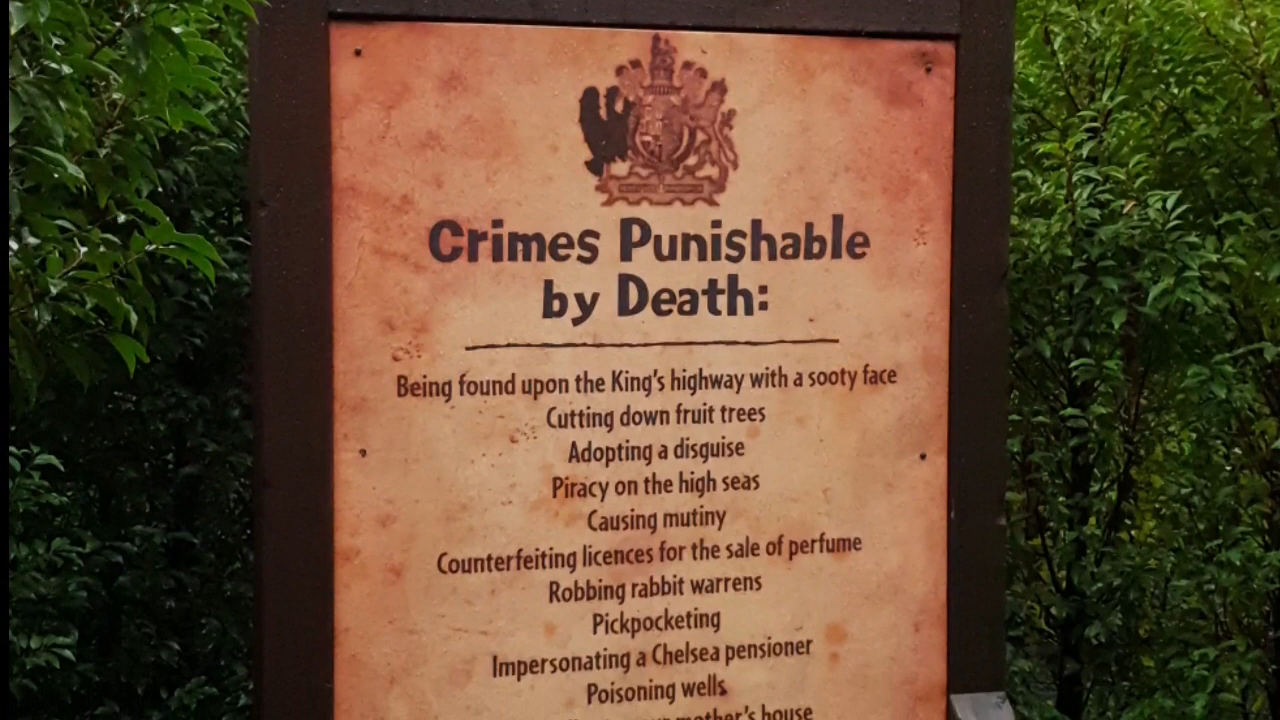 Crimes Punishable
by Death:
Being found upon the King's highway with a sooty face
Cutting down fruit trees
Adopting a disguise
Piracy on the high seas
Causing mutiny
Counterfeiting licences for the sale of perfume
Robbing rabbit warrens
Pickpocketing
Impersonating a Chelsea pensioner
Poisoning wells
mother's house